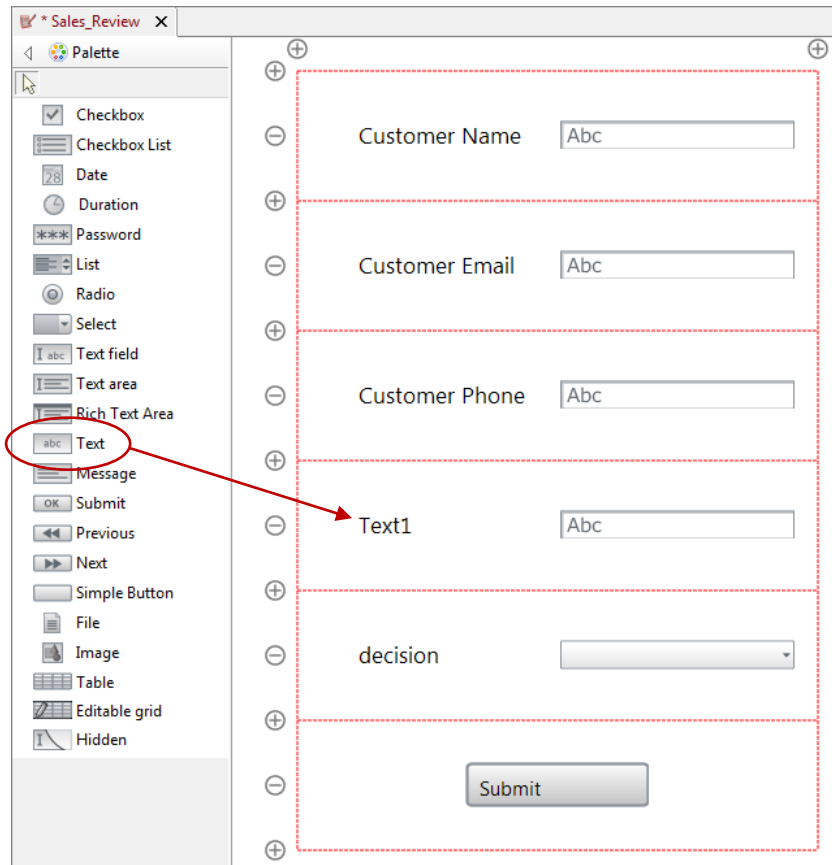 * Sales_Review
Palette
Checkbox
Checkbox List
28 Date
Duration
*** Password
List
Radio
Select
I abc Text field
Text area
Rich Text Area
abc Text
Message
OK Submit
Previous
Next
Simple Button
File
Image
Table
Editable grid
Hidden
Customer Name Abc
Customer Email Abc
Customer Phone Abc
Text1 Abc
decision
Submit